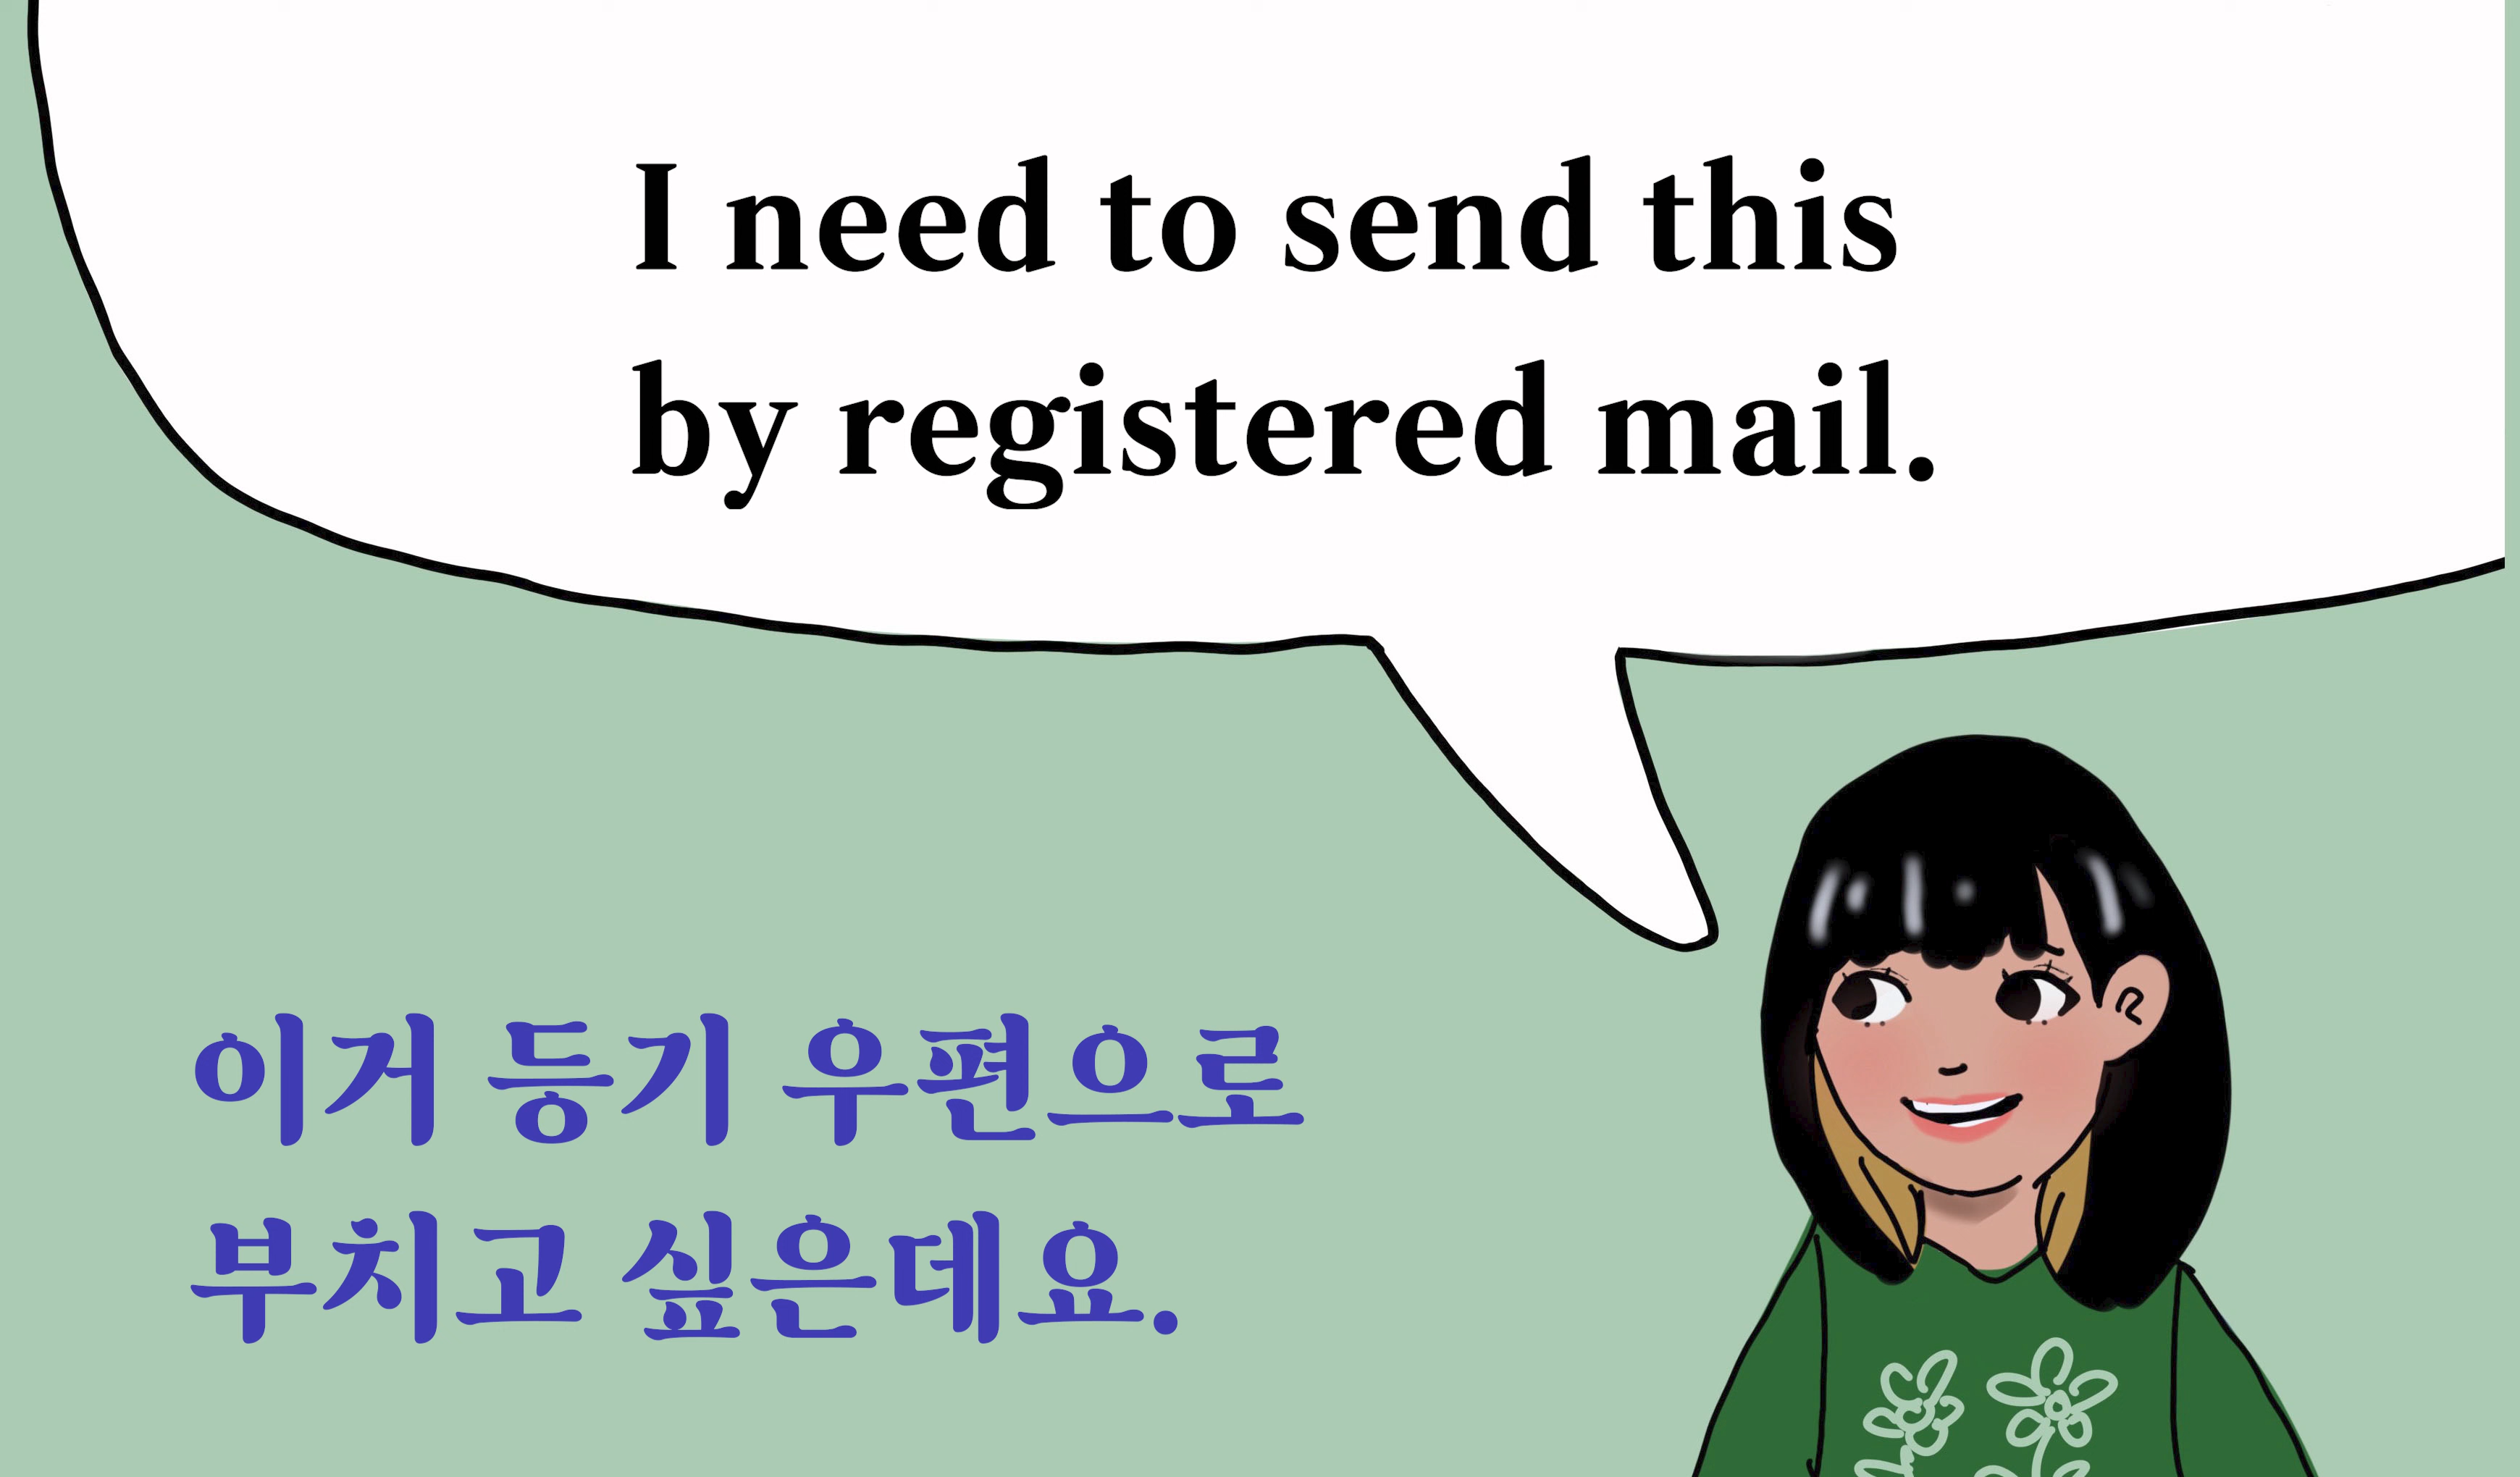 I need to send this
by registered mail.
이거 등기 우편으로
부치고 싶은데요.